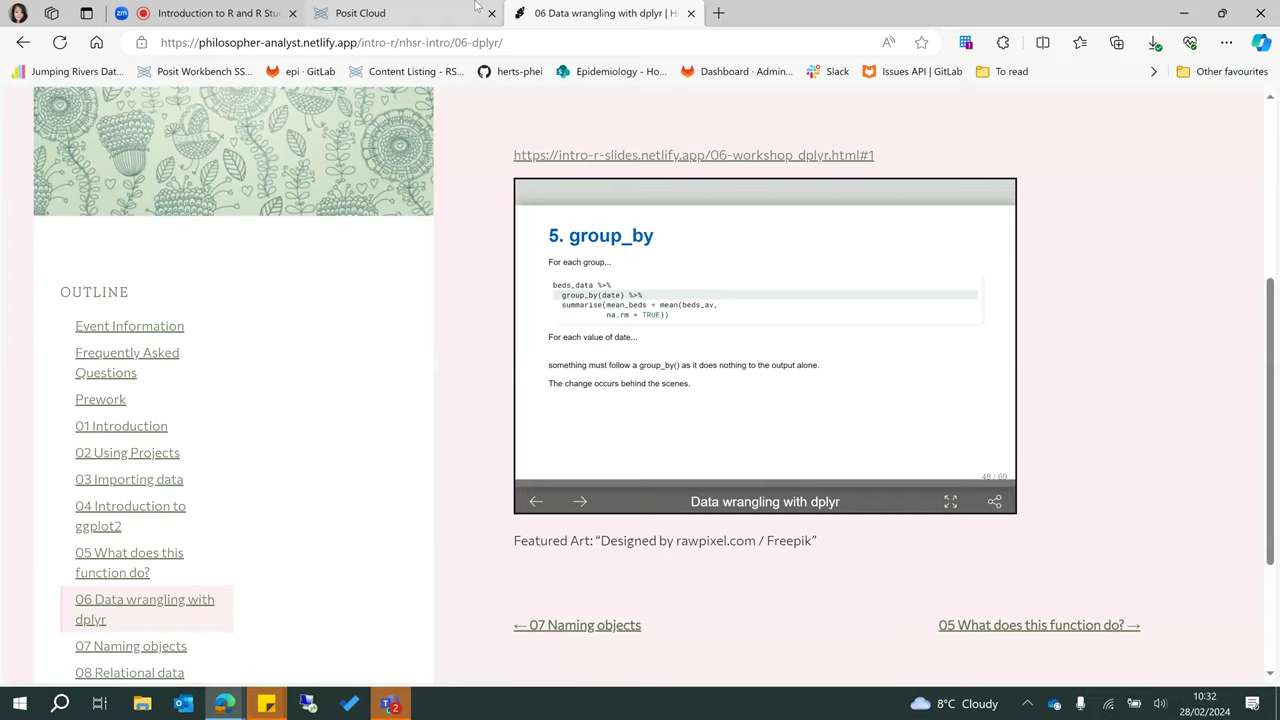 Introduction to R and R Stu
Posit Cloud
06 Data wrangling with dplyr | H
https://philosopher-analyst.netlify.app/intro-r/nhsr-intro/06-dplyr/
Jumping Rivers Dat...
Posit Workbench SS...
epi · GitLab
Content Listing - RS...
herts-phei
Epidemiology - Ho...
Dashboard · Admin...
Slack
Issues API | GitLab
To read
Other favourites
https://intro-r-slides.netlify.app/06-workshop_dplyr.html#1
5. group_by
For each group...
beds_data %>%
group_by(date) %>%
summarise(mean_beds = mean(beds_av,
na.rm = TRUE))
For each value of date...
something must follow a group_by() as it does nothing to the output alone.
The change occurs behind the scenes.
48 / 69
Data wrangling with dplyr
OUTLINE
Event Information
Frequently Asked
Questions
Prework
01 Introduction
02 Using Projects
03 Importing data
04 Introduction to
ggplot2
05 What does this
function do?
06 Data wrangling with
dplyr
07 Naming objects
08 Relational data
Featured Art: “Designed by rawpixel.com / Freepik”
← 07 Naming objects
05 What does this function do? →
8°C Cloudy
10:32
28/02/2024